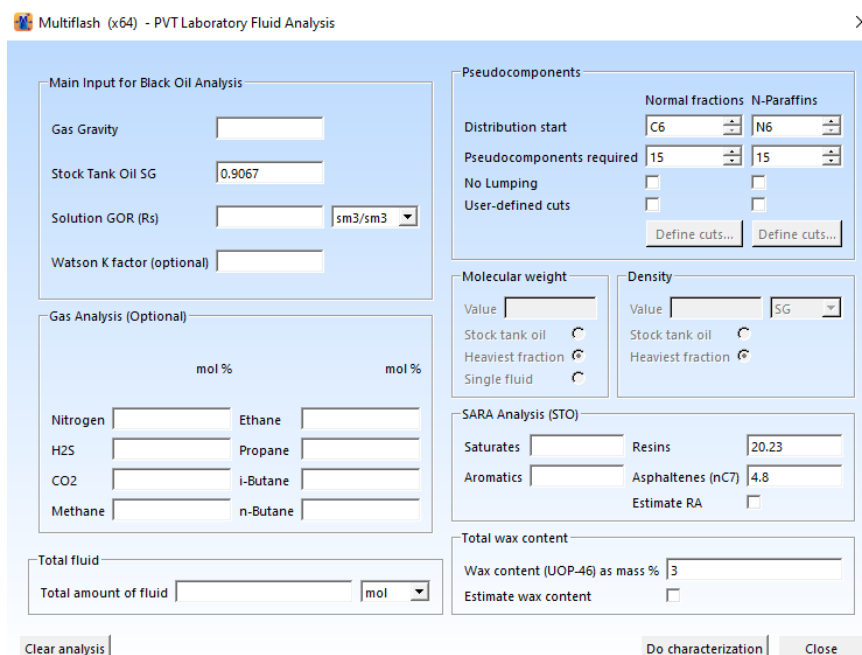 Multiflash (x64) - PVT Laboratory Fluid Analysis
Main Input for Black Oil Analysis
Gas Gravity
Stock Tank Oil SG 0.9067
Solution GOR (Rs) sm3/sm3
Watson K factor (optional)
Gas Analysis (Optional)
mol % mol %
Nitrogen Ethane
H2S Propane
CO2 i-Butane
Methane n-Butane
Total fluid
Total amount of fluid mol
Clear analysis
Pseudocomponents
Normal fractions N-Paraffins
Distribution start C6 N6
Pseudocomponents required 15 15
No Lumping
User-defined cuts
Define cuts... Define cuts...
Molecular weight
Value
Stock tank oil
Heaviest fraction
Single fluid
Density
Value SG
Stock tank oil
Heaviest fraction
SARA Analysis (STO)
Saturates Resins 20.23
Aromatics Asphaltenes (nC7) 4.8
Estimate RA
Total wax content
Wax content (UOP-46) as mass % 3
Estimate wax content
Do characterization Close